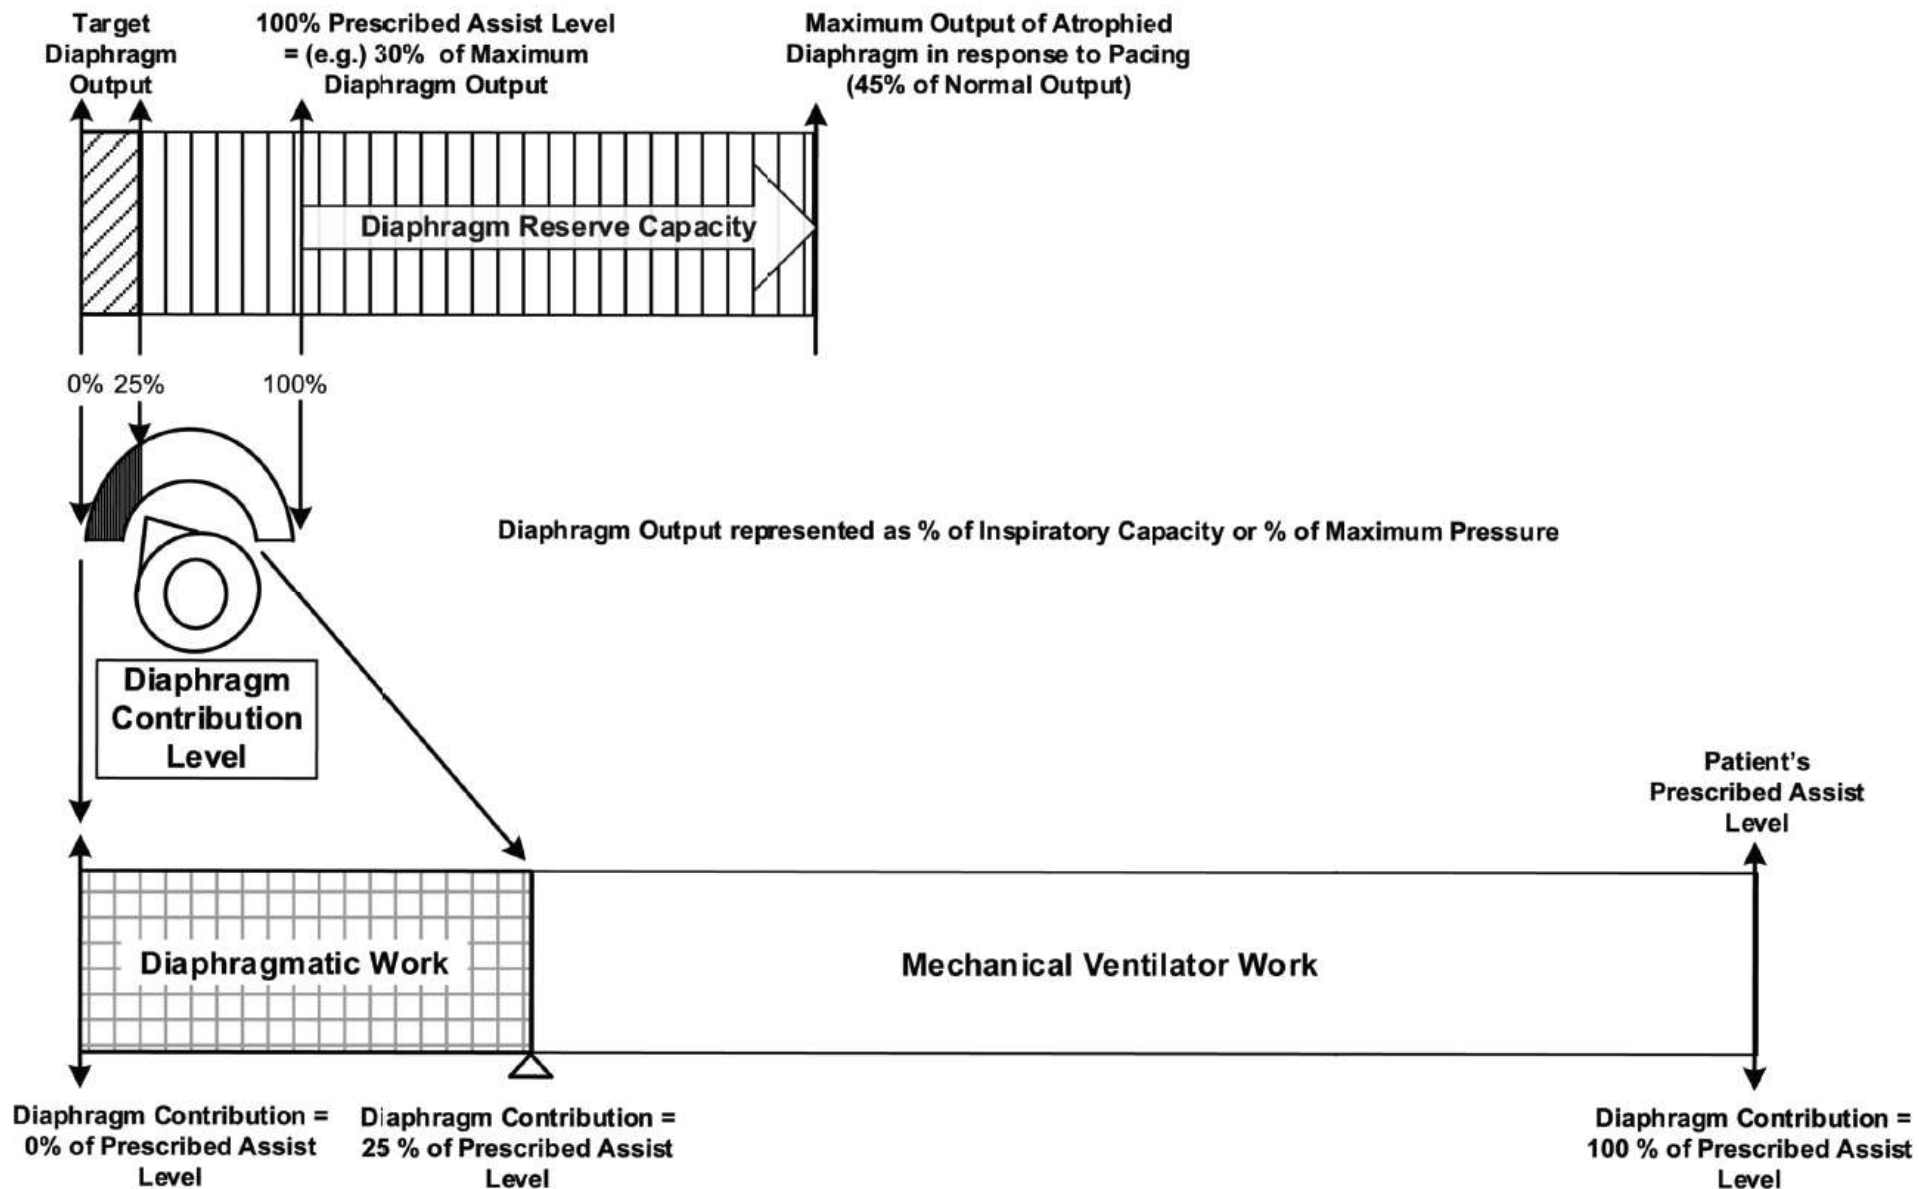 Target
Diaphragm
Output
100% Prescribed Assist Level
= (e.g.) 30% of Maximum
Diaphragm Output
Maximum Output of Atrophied
Diaphragm in response to Pacing
(45% of Normal Output)
Diaphragm Reserve Capacity
0% 25% 100%
Diaphragm Output represented as % of Inspiratory Capacity or % of Maximum Pressure
Diaphragm
Contribution
Level
Patient's
Prescribed Assist
Level
Diaphragmatic Work
Mechanical Ventilator Work
Diaphragm Contribution =
0% of Prescribed Assist
Level
Diaphragm Contribution =
25 % of Prescribed Assist
Level
Diaphragm Contribution =
100 % of Prescribed Assist
Level